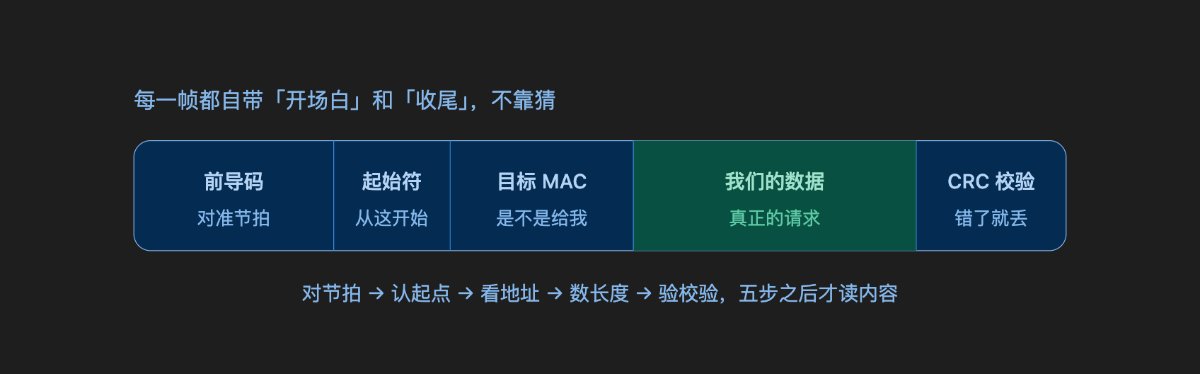 每一帧都自带「开场白」和「收尾」，不靠猜
前导码 起始符 目标 MAC 我们的数据 CRC 校验
对准节拍 从这开始 是不是给我 真正的请求 错了就丢
对节拍 → 认起点 → 看地址 → 数长度 → 验校验，五步之后才读内容